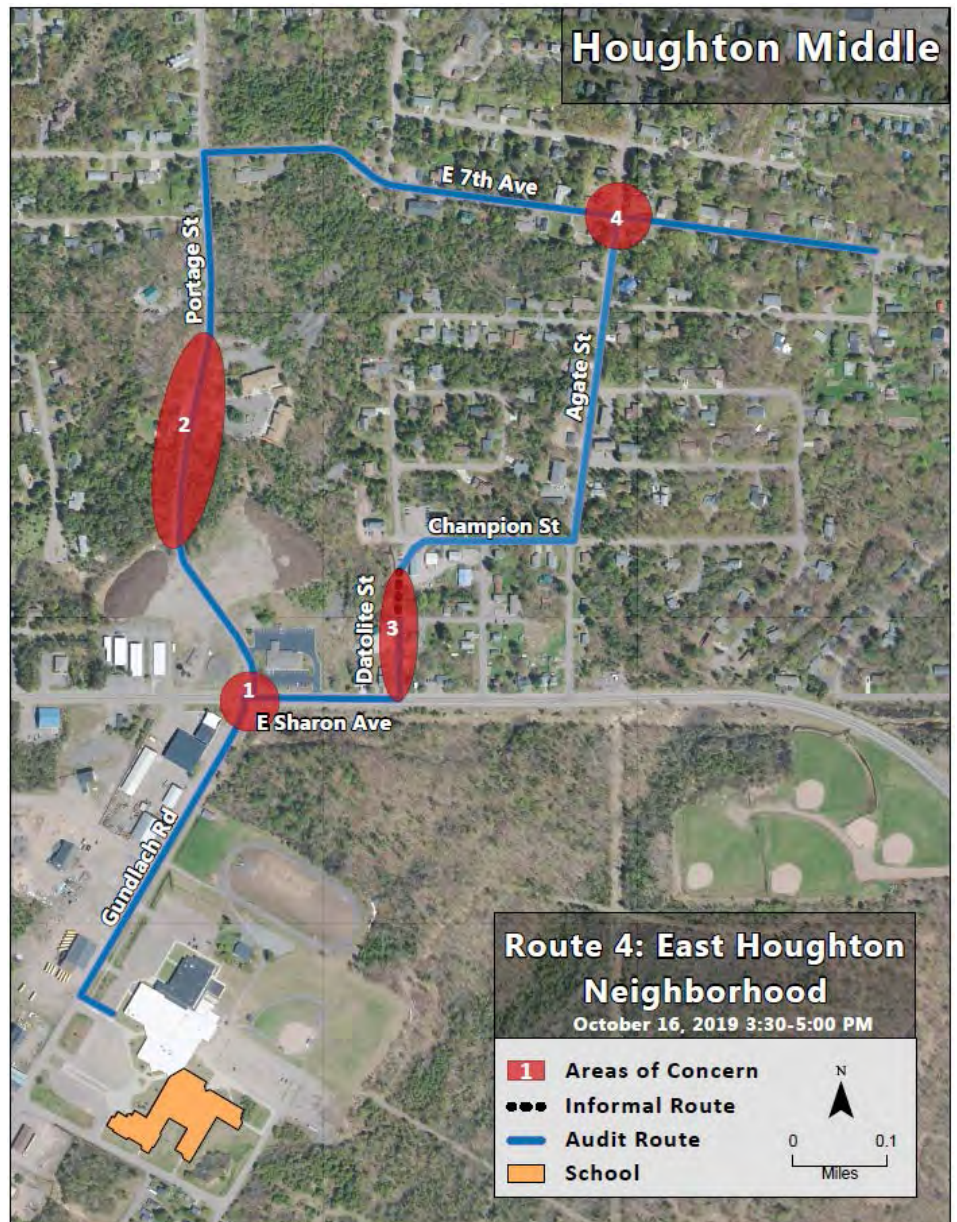 Houghton Middle
E 7th Ave
4
Portage St
Agate St
2
Champion St
Datolite St
3
1
E Sharon Ave
Gundlach Rd
Route 4: East Houghton
Neighborhood
October 16, 2019 3:30-5:00 PM
1 Areas of Concern
Informal Route
Audit Route
School
N
0 0.1
Miles